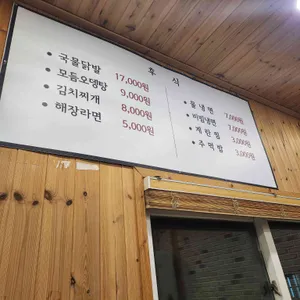 후 식
• 국물닭발 17,000원
• 모듬오뎅탕 9,000원
• 김치찌개 8,000원
• 해장라면 5,000원
• 물냉면 7,000원
• 비빔냉면 7,000원
• 계란찜 3,000원
• 주먹밥 3,000원